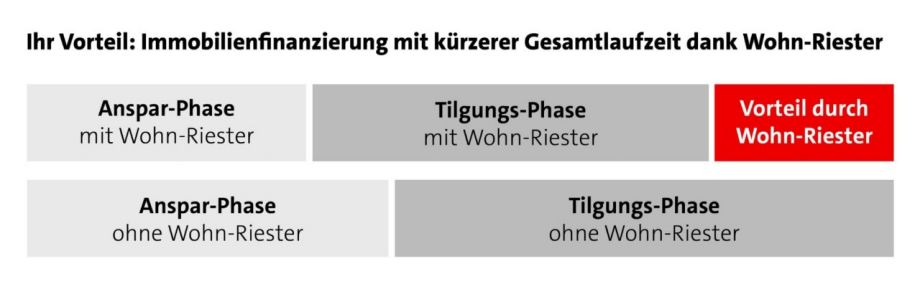 Ihr Vorteil: Immobilienfinanzierung mit kürzerer Gesamtlaufzeit dank Wohn-Riester
Anspar-Phase
mit Wohn-Riester
Tilgungs-Phase
mit Wohn-Riester
Vorteil durch
Wohn-Riester
Anspar-Phase
ohne Wohn-Riester
Tilgungs-Phase
ohne Wohn-Riester